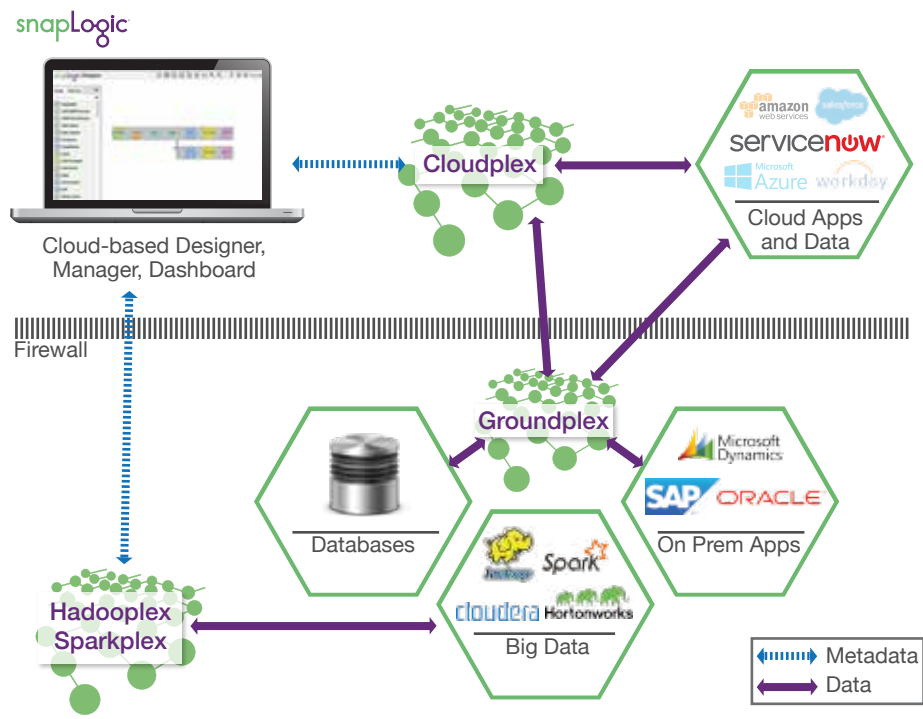 snapLogic
Cloud-based Designer,
Manager, Dashboard
Cloudplex
amazon
web services
salesforce
servicenow
Microsoft
Azure
workday
Cloud Apps
and Data
Firewall
Groundplex
Databases
Microsoft
Dynamics
SAP
ORACLE
On Prem Apps
hadoop
Spark
cloudera
Hortonworks
Big Data
Hadooplex
Sparkplex
Metadata
Data